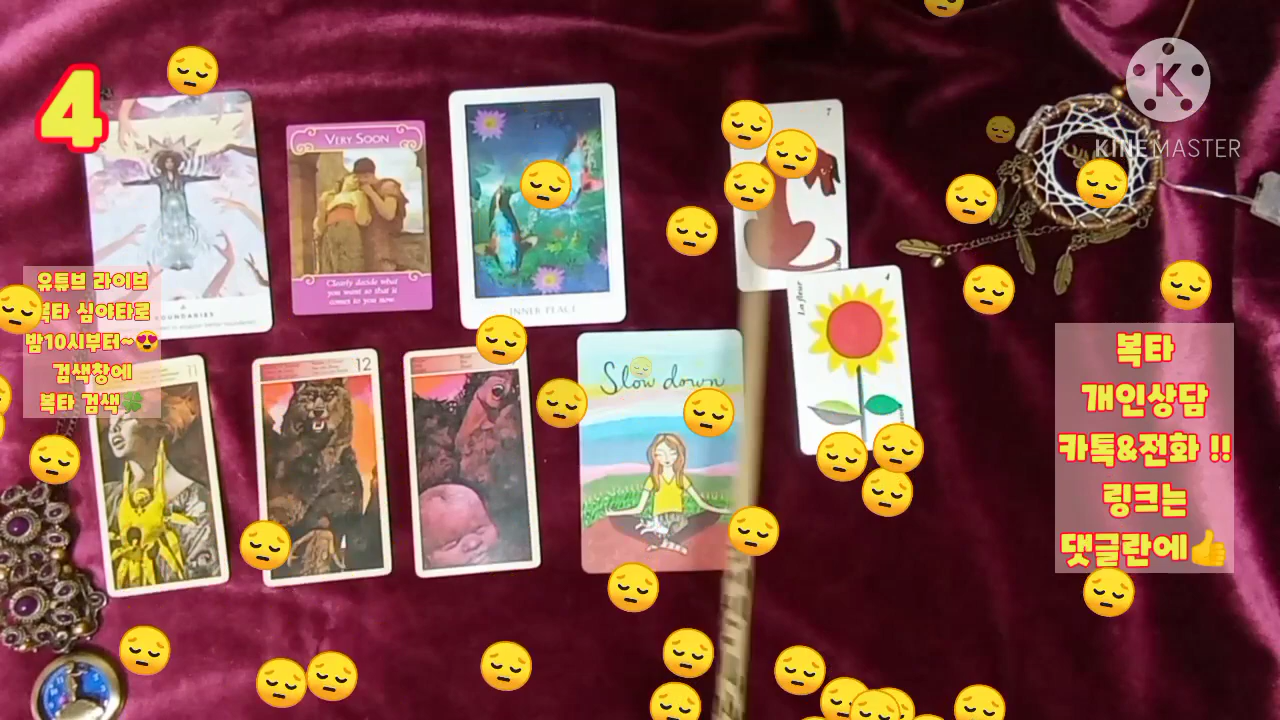 4
VERY SOON
Clearly decide what
you want so that it
comes to you now.
INNER PEACE
7
4
La fleur
KINEMASTER
유튜브 라이브
복타 심야타로
밤10시부터~
검색창에
복타 검색
11
12
Slow down
복타
개인상담
카톡&전화 !!
링크는
댓글란에